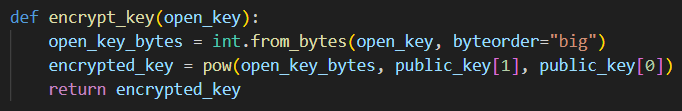 def encrypt_key(open_key):
    open_key_bytes = int.from_bytes(open_key, byteorder="big")
    encrypted_key = pow(open_key_bytes, public_key[1], public_key[0])
    return encrypted_key